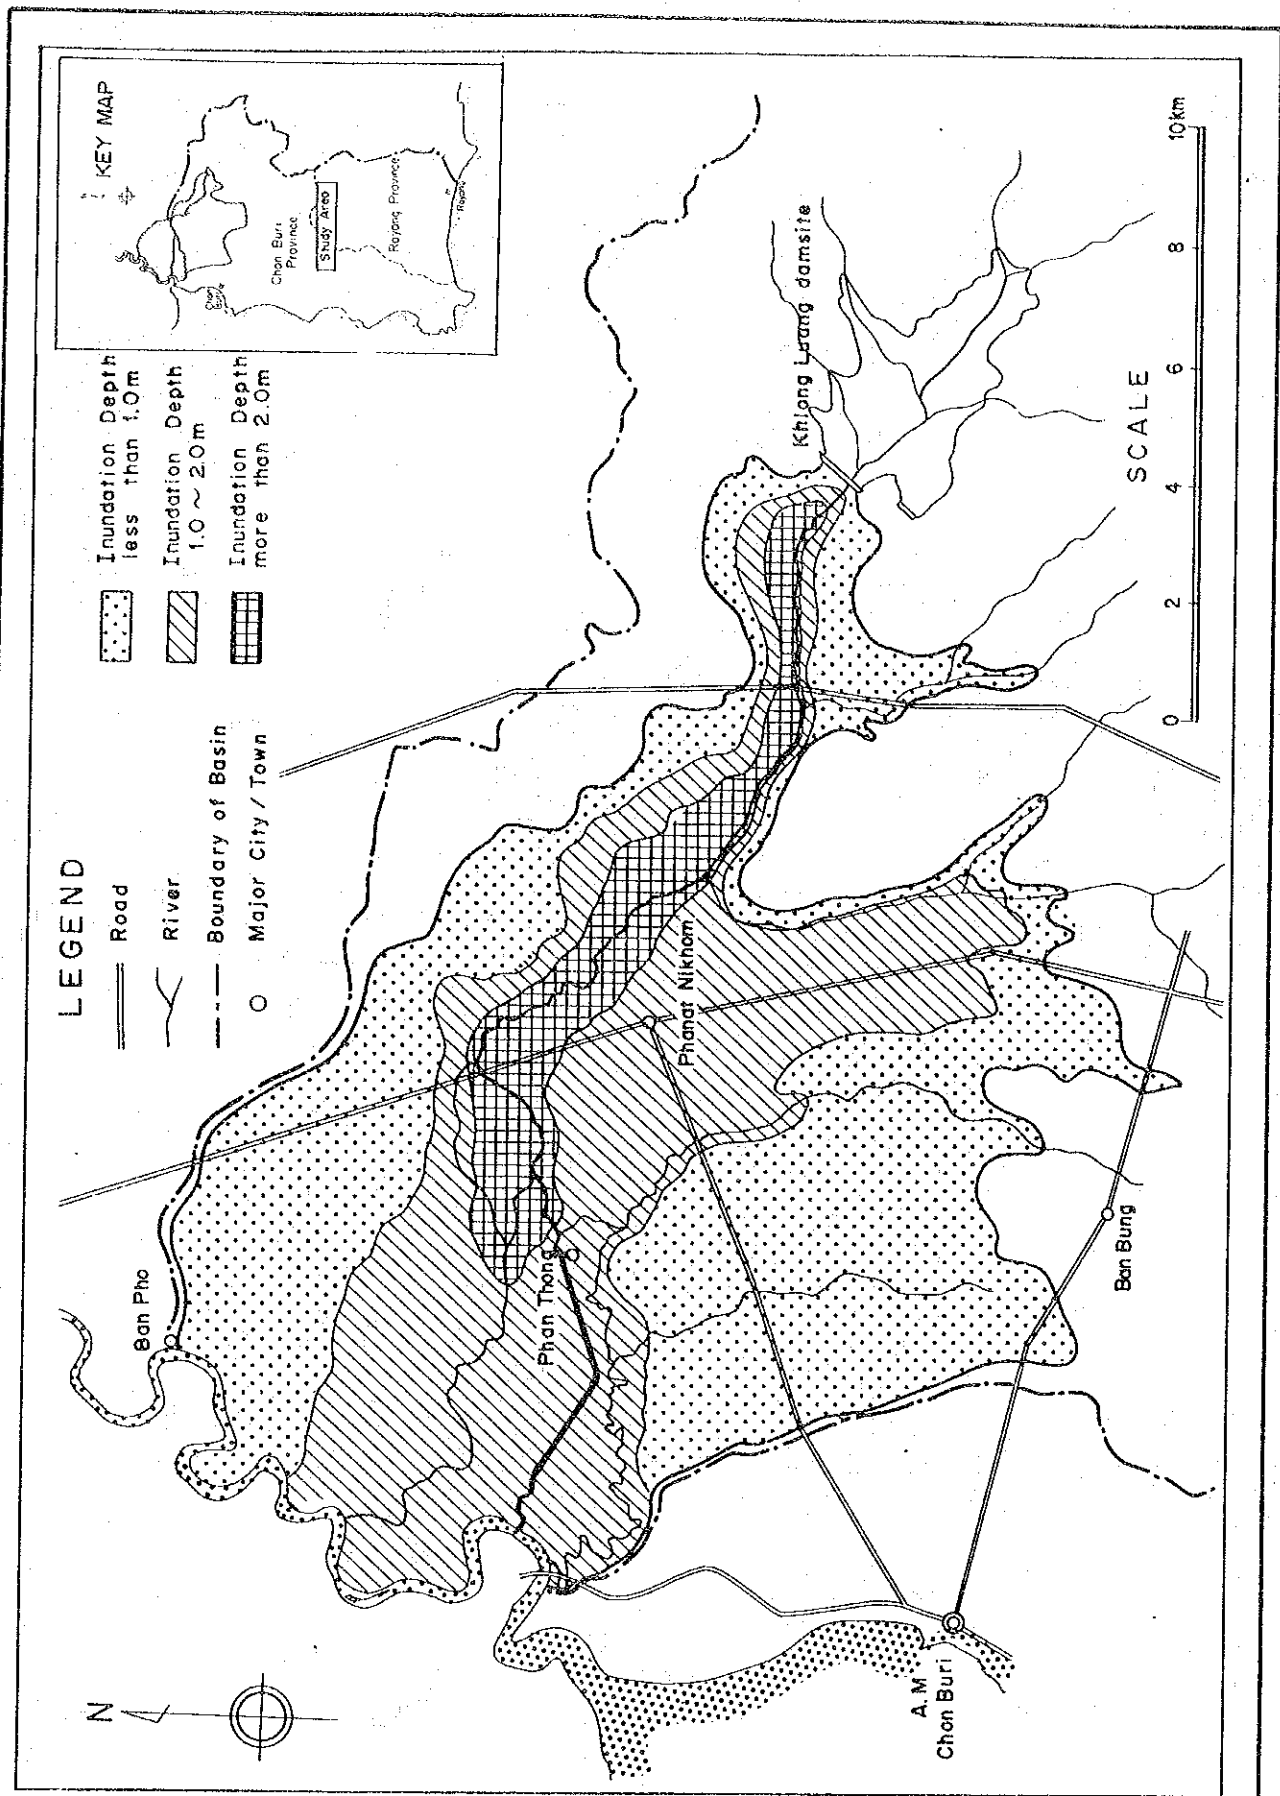 LEGEND
Road
River
Boundary of Basin
Major City / Town
Inundation Depth
less than 1.0m
Inundation Depth
1.0 ~ 2.0m
Inundation Depth
more than 2.0m
KEY MAP
Chon Buri
Province
Study Area
Rayong Province
Rayong
N
Ban Pho
Phan Thong
Phanat Nikhom
Khlong Luang damsite
Ban Bung
A.M
Chon Buri
SCALE
0 2 4 6 8 10km